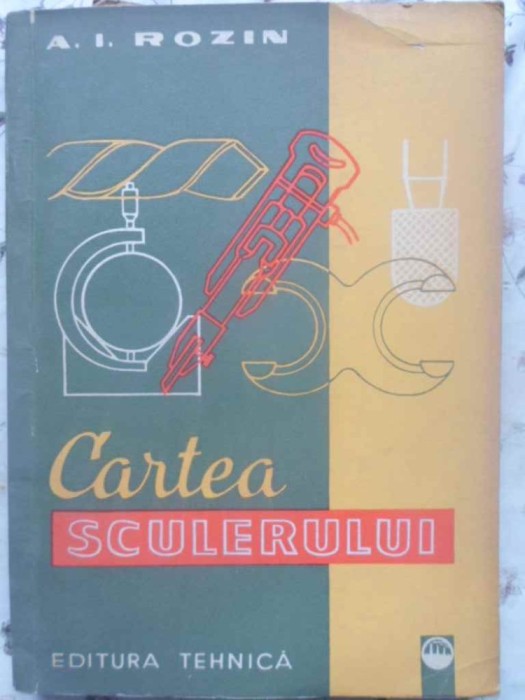 A. I. ROZIN
Cartea
SCULERULUI
EDITURA TEHNICĂ